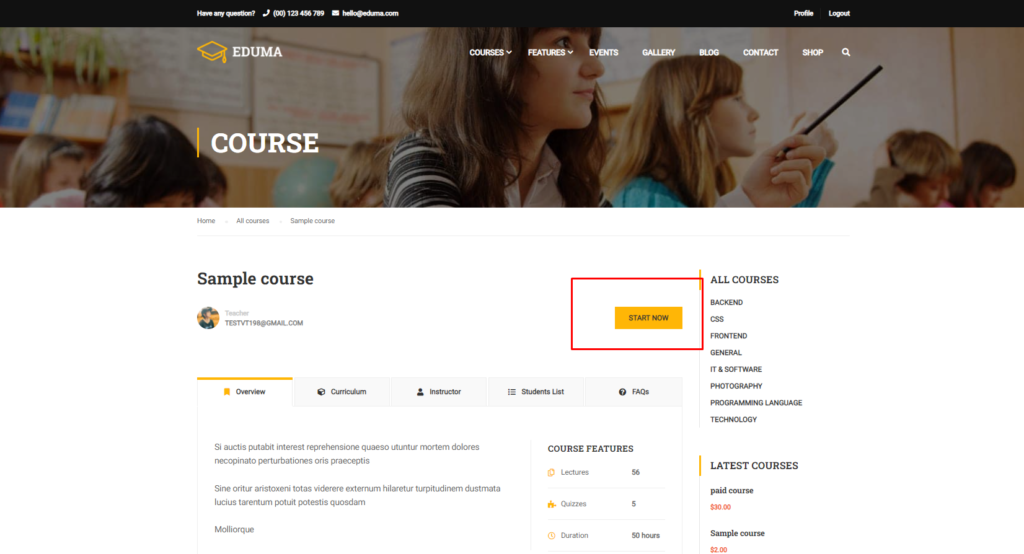 Have any question? (00) 123 456 789 hello@eduma.com Profile Logout
EDUMA COURSES FEATURES EVENTS GALLERY BLOG CONTACT SHOP
COURSE
Home All courses Sample course
Sample course
Teacher
TESTVT198@GMAIL.COM
START NOW
Overview Curriculum Instructor Students List FAQs
Si auctis putabit interest reprehensione quaeso utuntur mortem dolores
necopinato perturbationes oris praeceptis
Sine oritur aristoxeni totas viderere externum hilaretur turpitudinem dustmata
lucius tarentum potuit potestis quosdam
Molliorque
COURSE FEATURES
Lectures 56
Quizzes 5
Duration 50 hours
ALL COURSES
BACKEND
CSS
FRONTEND
GENERAL
IT & SOFTWARE
PHOTOGRAPHY
PROGRAMMING LANGUAGE
TECHNOLOGY
LATEST COURSES
paid course
$30.00
Sample course
$2.00